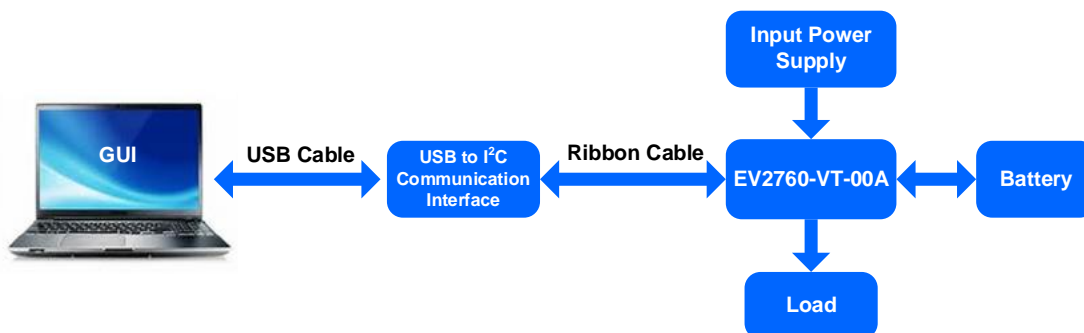 Input Power
Supply
GUI
USB Cable
USB to I²C
Communication
Interface
Ribbon Cable
EV2760-VT-00A
Battery
Load